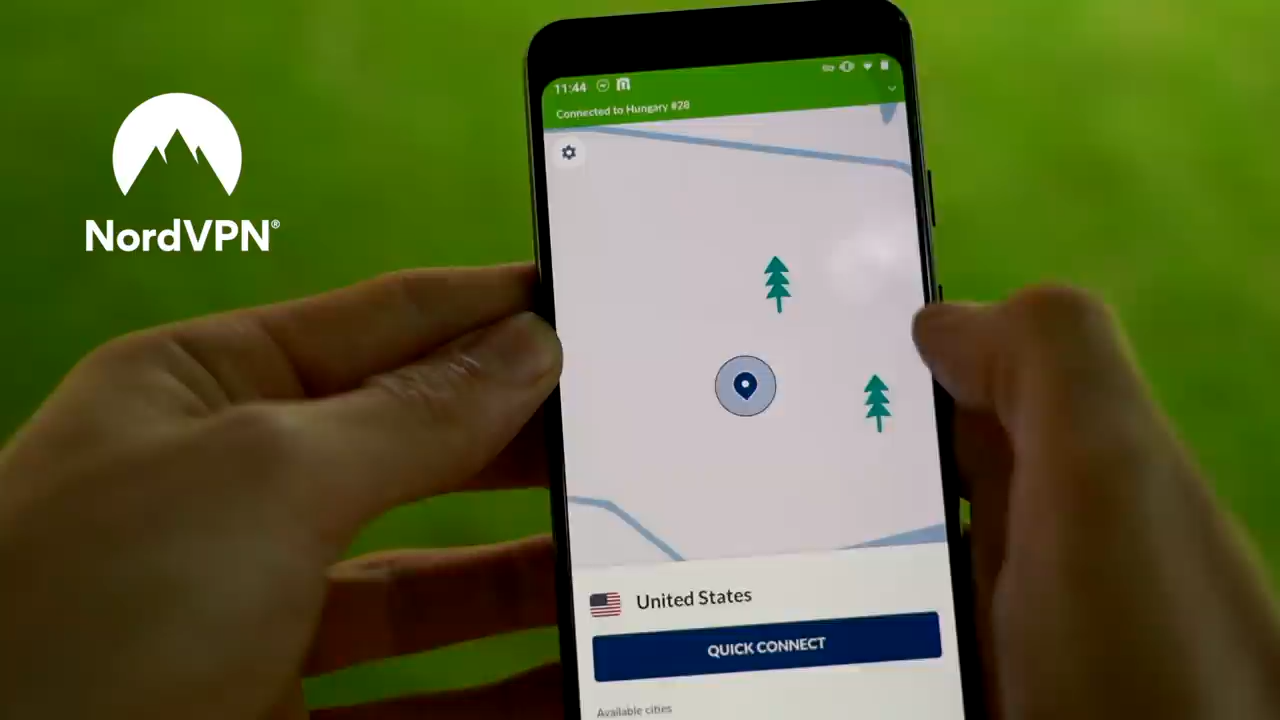 NordVPN®
11:44
Connected to Hungary #28
United States
QUICK CONNECT
Available cities